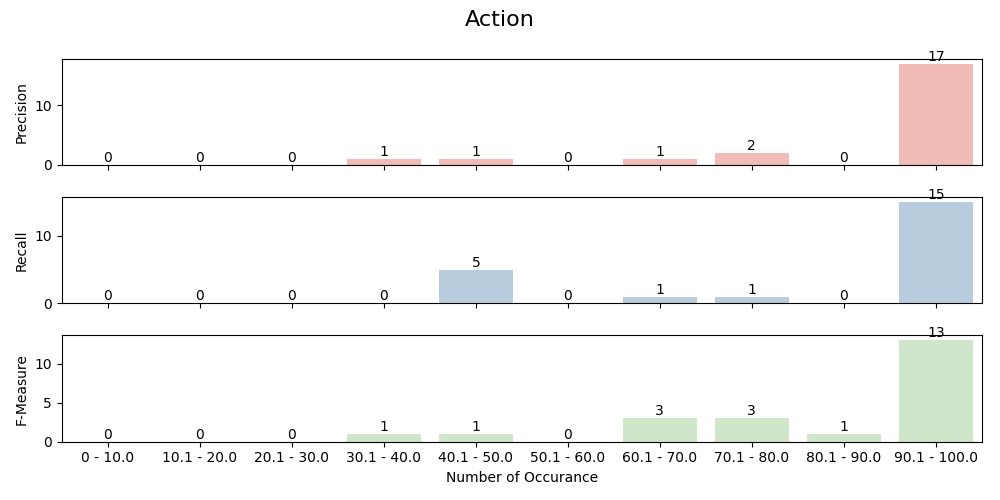 Action
Precision
10
0
0 0 0 1 1 0 1 2 0 17
Recall
10
0
0 0 0 0 5 0 1 1 0 15
F-Measure
10
5
0
0 0 0 1 1 0 3 3 1 13
0 - 10.0 10.1 - 20.0 20.1 - 30.0 30.1 - 40.0 40.1 - 50.0 50.1 - 60.0 60.1 - 70.0 70.1 - 80.0 80.1 - 90.0 90.1 - 100.0
Number of Occurance